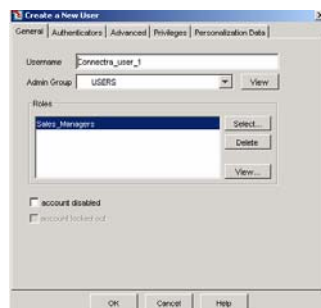 Create a New User
General Authenticators Advanced Privileges Personalization Data
Username Connectra_user_1
Admin Group USERS View
Roles
Sales_Managers Select...
Delete
View...
account disabled
account locked out
OK Cancel Help